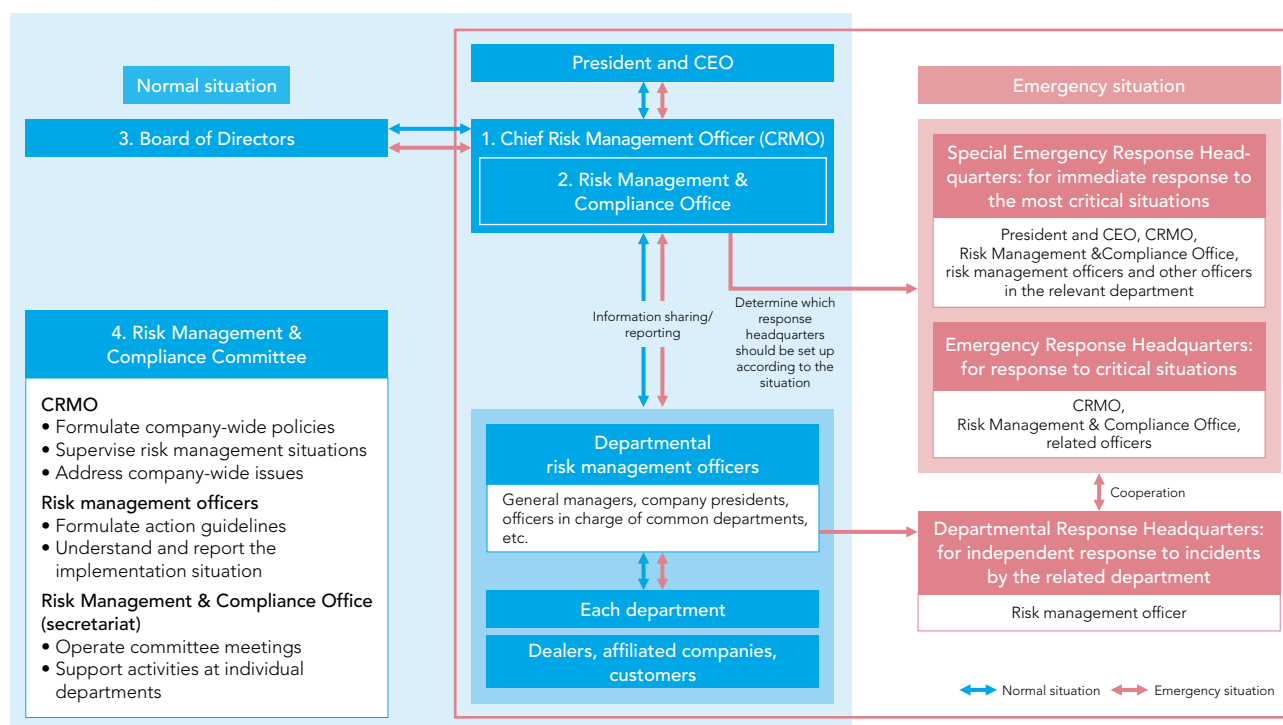 Normal situation
3. Board of Directors
4. Risk Management &
Compliance Committee
CRMO
• Formulate company-wide policies
• Supervise risk management situations
• Address company-wide issues
Risk management officers
• Formulate action guidelines
• Understand and report the
implementation situation
Risk Management & Compliance Office
(secretariat)
• Operate committee meetings
• Support activities at individual
departments
President and CEO
1. Chief Risk Management Officer (CRMO)
2. Risk Management &
Compliance Office
Information sharing/
reporting
Determine which
response
headquarters
should be set up
according to the
situation
Departmental
risk management officers
General managers, company presidents,
officers in charge of common departments,
etc.
Each department
Dealers, affiliated companies,
customers
Emergency situation
Special Emergency Response Head-
quarters: for immediate response to
the most critical situations
President and CEO, CRMO,
Risk Management &Compliance Office,
risk management officers and other officers
in the relevant department
Emergency Response Headquarters:
for response to critical situations
CRMO,
Risk Management & Compliance Office,
related officers
Cooperation
Departmental Response Headquarters:
for independent response to incidents
by the related department
Risk management officer
Normal situation
Emergency situation